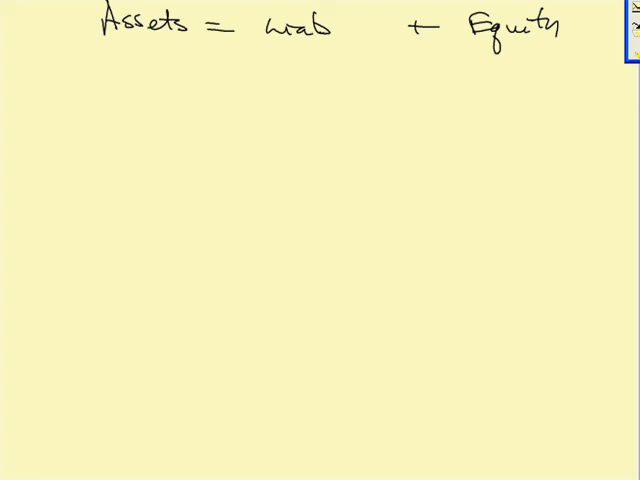 Assets = Liab + Equity